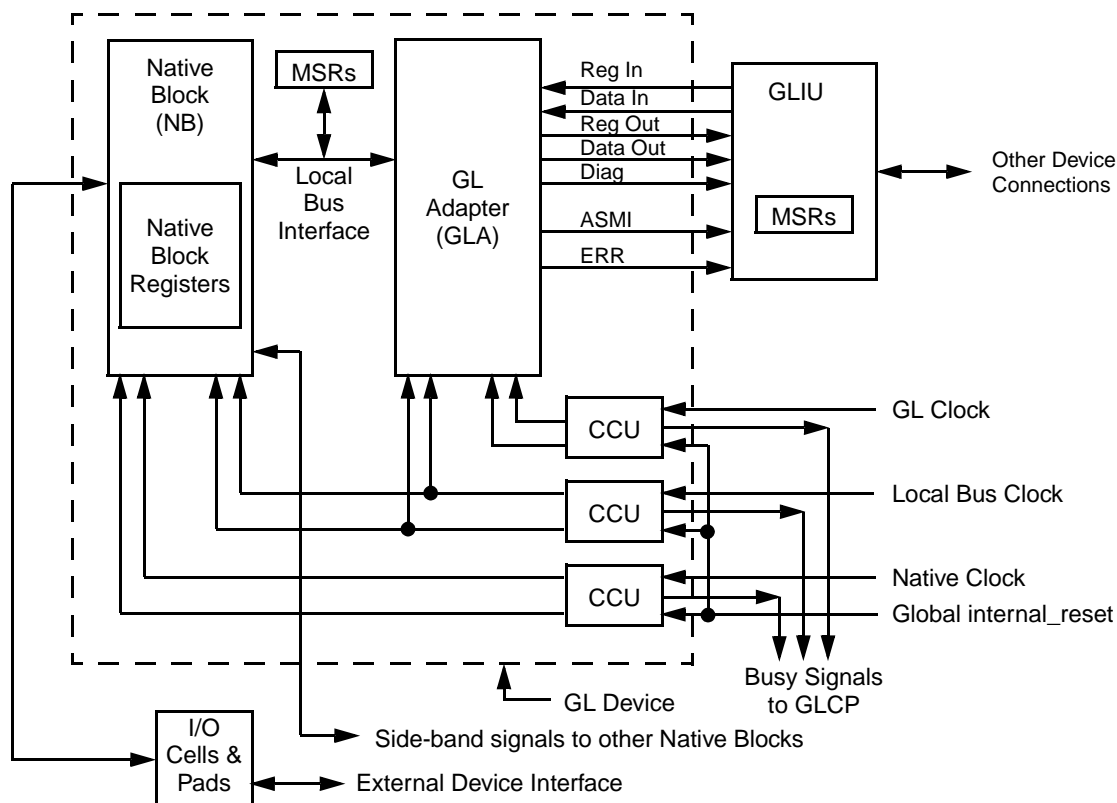 Native
Block
(NB)
Native
Block
Registers
MSRs
Local
Bus
Interface
GL
Adapter
(GLA)
Reg In
Data In
Reg Out
Data Out
Diag
ASMI
ERR
GLIU
MSRs
Other Device
Connections
CCU
GL Clock
CCU
Local Bus Clock
CCU
Native Clock
Global internal_reset
Busy Signals
to GLCP
GL Device
Side-band signals to other Native Blocks
I/O
Cells &
Pads
External Device Interface